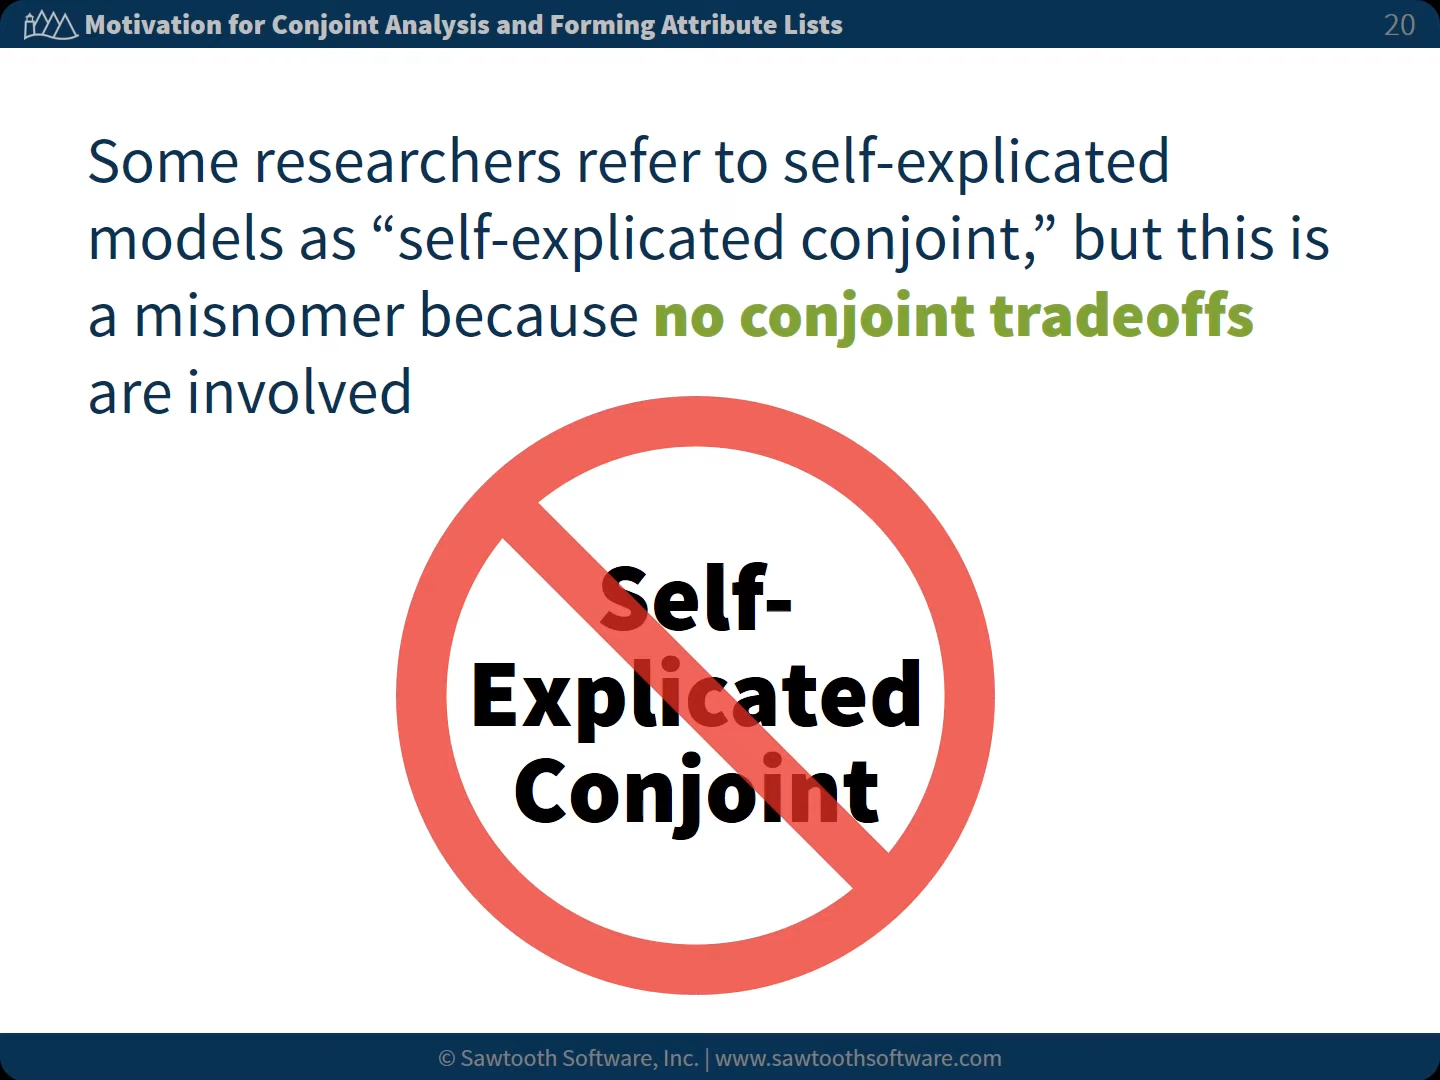 Motivation for Conjoint Analysis and Forming Attribute Lists
20
Some researchers refer to self-explicated
models as “self-explicated conjoint,” but this is
a misnomer because no conjoint tradeoffs
are involved
Self-
Explicated
Conjoint
© Sawtooth Software, Inc. | www.sawtoothsoftware.com